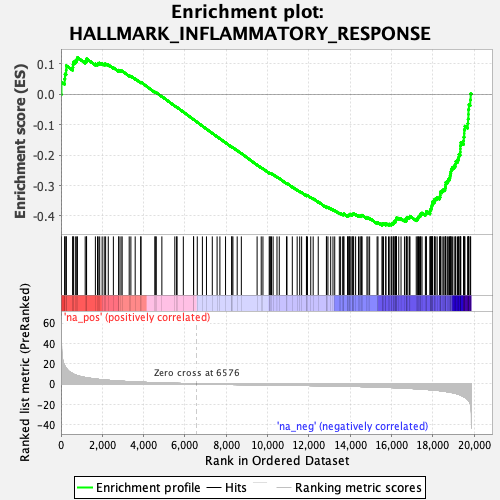 Enrichment plot:
HALLMARK_INFLAMMATORY_RESPONSE
Enrichment score (ES)
0.1
0.0
-0.1
-0.2
-0.3
-0.4
'na_pos' (positively correlated)
Ranked list metric (PreRanked)
60
40
20
0
-20
-40
Zero cross at 6576
'na_neg' (negatively correlated)
0
2,000
4,000
6,000
8,000
10,000
12,000
14,000
16,000
18,000
20,000
Rank in Ordered Dataset
Enrichment profile
Hits
Ranking metric scores